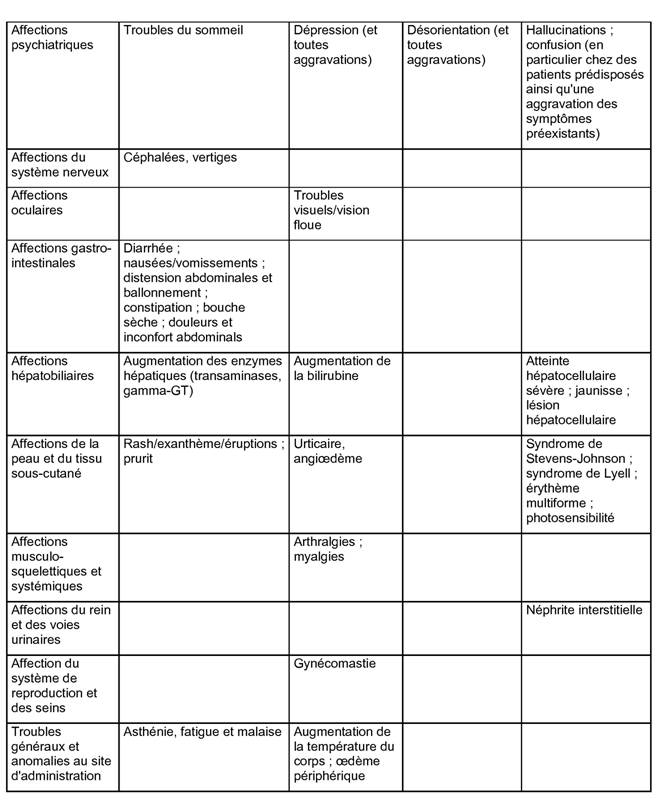 Affections
psychiatriques
Troubles du sommeil
Dépression (et
toutes
aggravations)
Désorientation (et
toutes
aggravations)
Hallucinations ;
confusion (en
particulier chez des
patients prédisposés
ainsi qu'une
aggravation des
symptômes
préexistants)
Affections du
système nerveux
Céphalées, vertiges
Affections
oculaires
Troubles
visuels/vision
floue
Affections gastro-
intestinales
Diarrhée ;
nausées/vomissements ;
distension abdominales et
ballonnement ;
constipation ; bouche
sèche ; douleurs et
inconfort abdominals
Affections
hépatobiliaires
Augmentation des enzymes
hépatiques (transaminases,
gamma-GT)
Augmentation de
la bilirubine
Atteinte
hépatocellulaire
sévère ; jaunisse ;
lésion
hépatocellulaire
Affections de la
peau et du tissu
sous-cutané
Rash/exanthème/éruptions ;
prurit
Urticaire,
angiœdème
Syndrome de
Stevens-Johnson ;
syndrome de Lyell ;
érythème
multiforme ;
photosensibilité
Affections
musculo-
squelettiques et
systémiques
Arthralgies ;
myalgies
Affections du rein
et des voies
urinaires
Néphrite interstitielle
Affection du
système de
reproduction et
des seins
Gynécomastie
Troubles
généraux et
anomalies au site
d'administration
Asthénie, fatigue et malaise
Augmentation de
la température du
corps ; œdème
périphérique